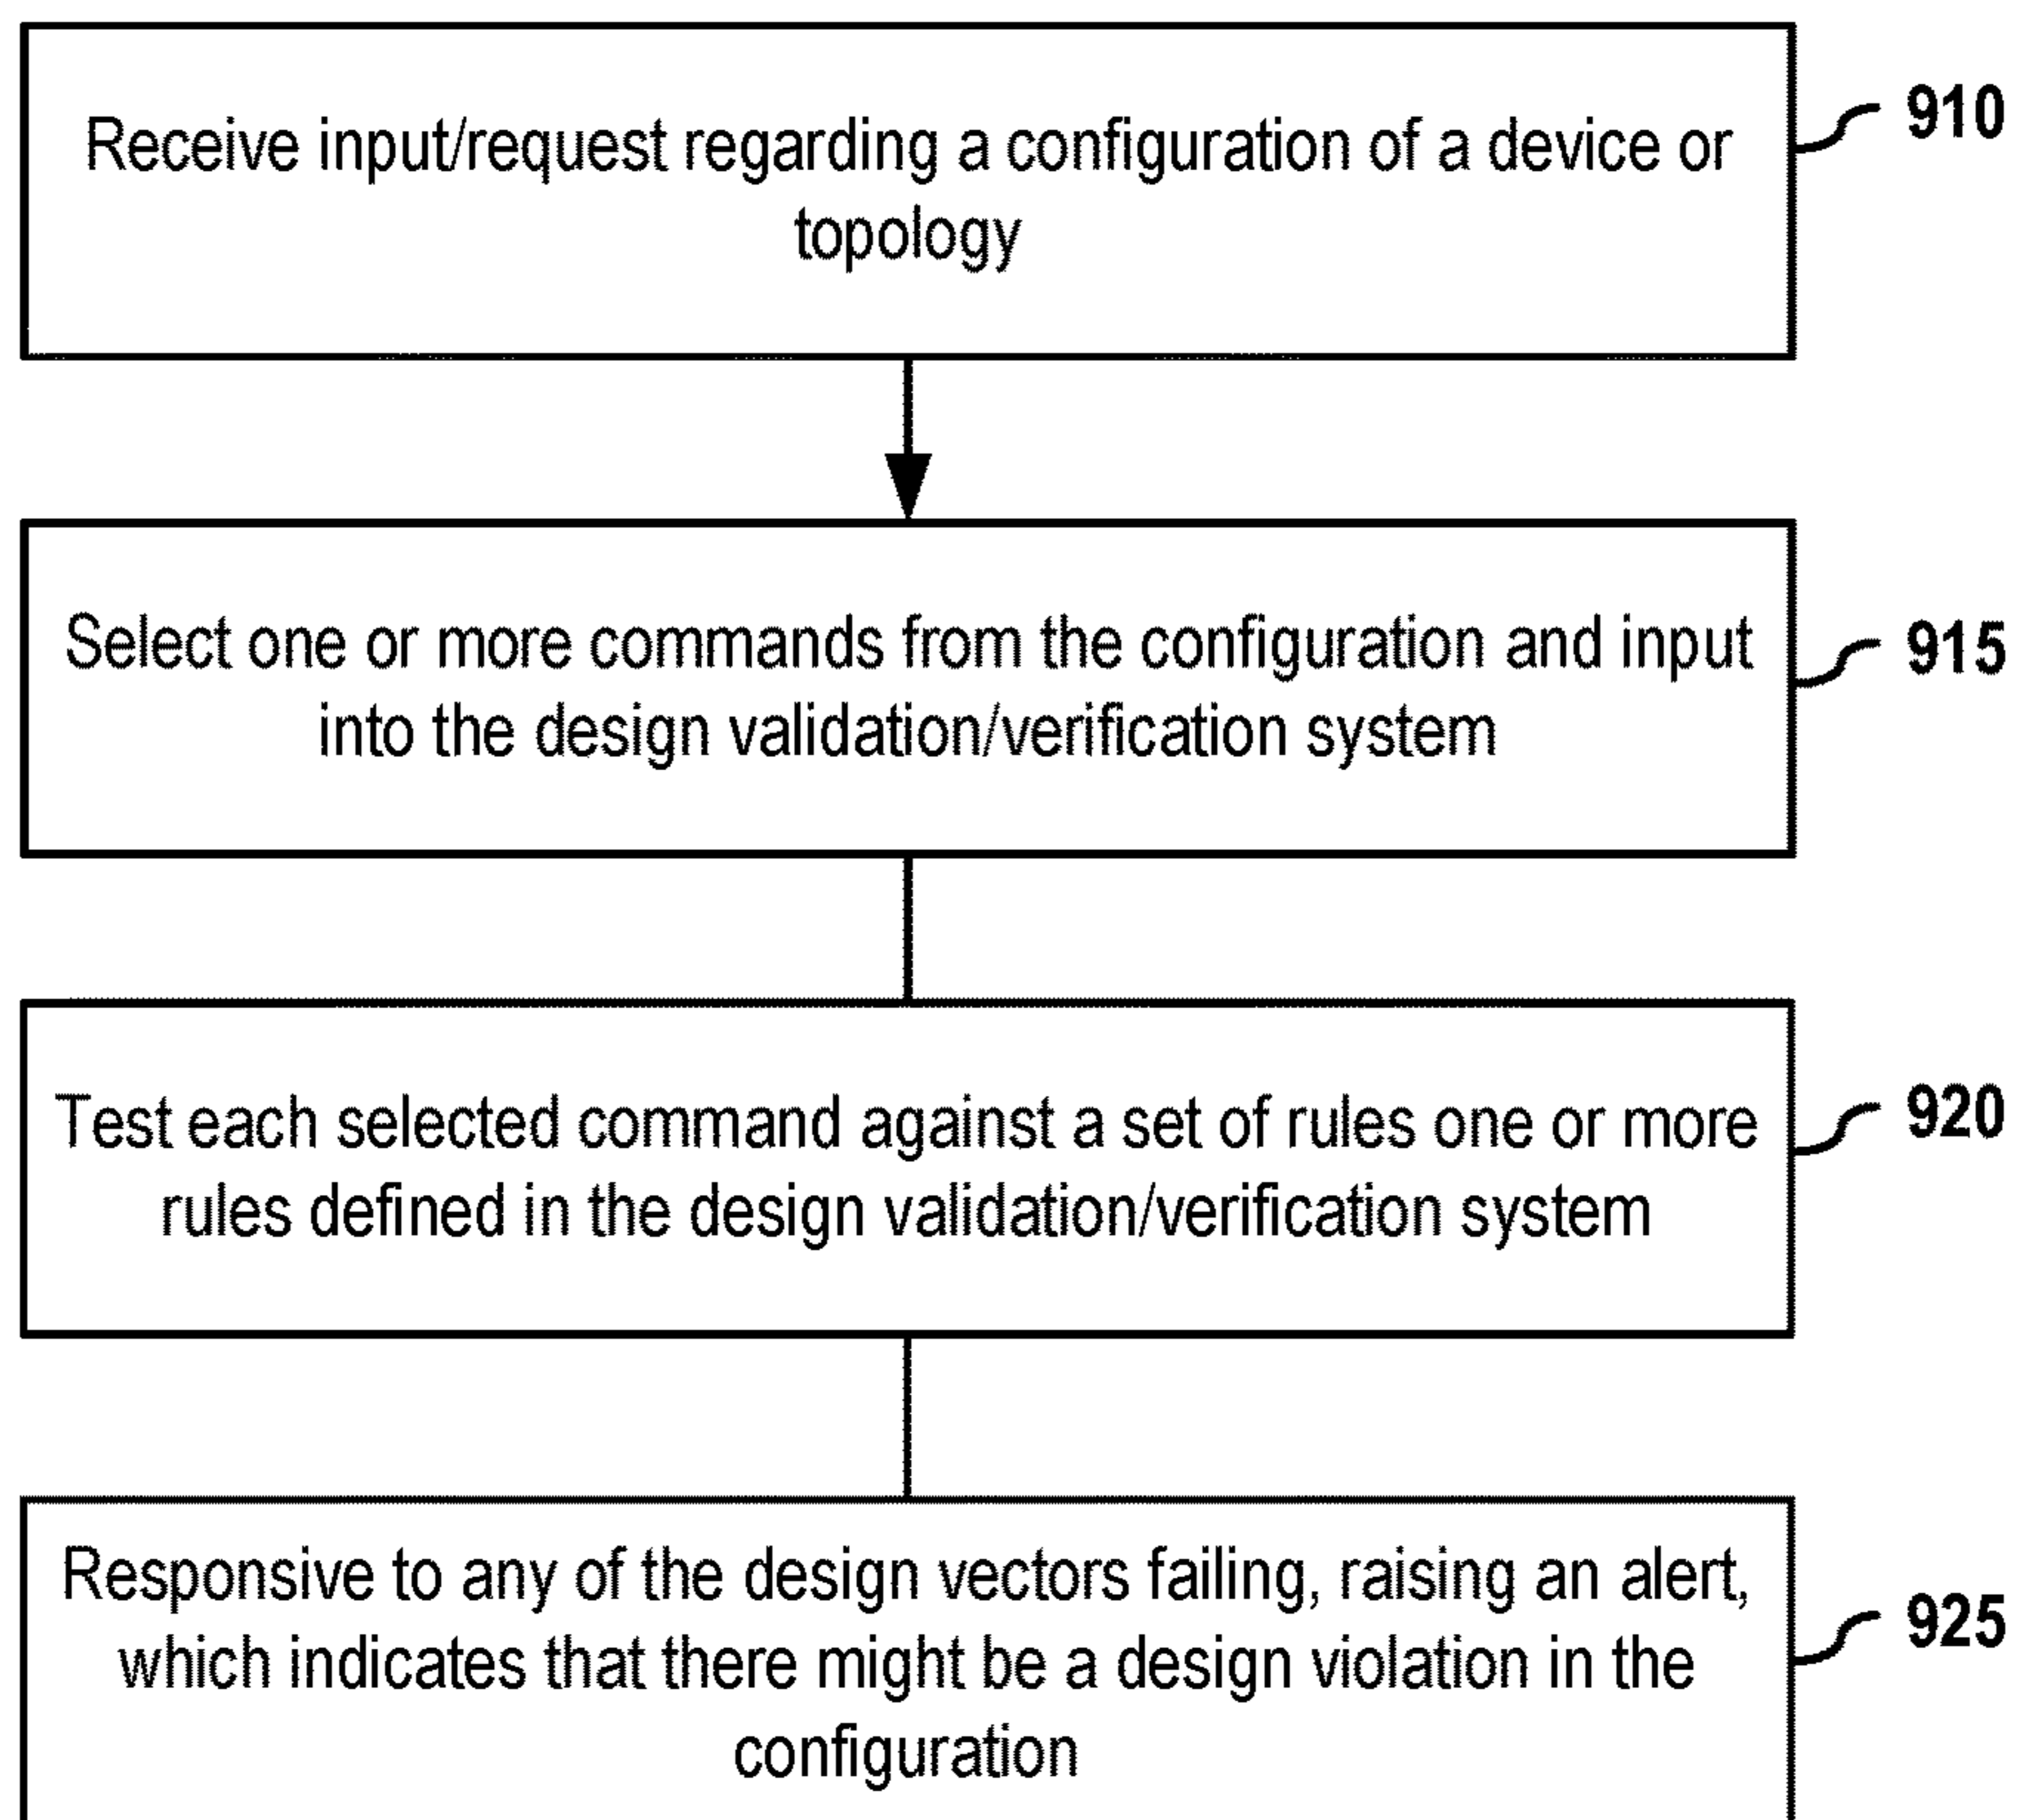 Receive input/request regarding a configuration of a device or
topology
910
Select one or more commands from the configuration and input
into the design validation/verification system
915
Test each selected command against a set of rules one or more
rules defined in the design validation/verification system
920
Responsive to any of the design vectors failing, raising an alert,
which indicates that there might be a design violation in the
configuration
925